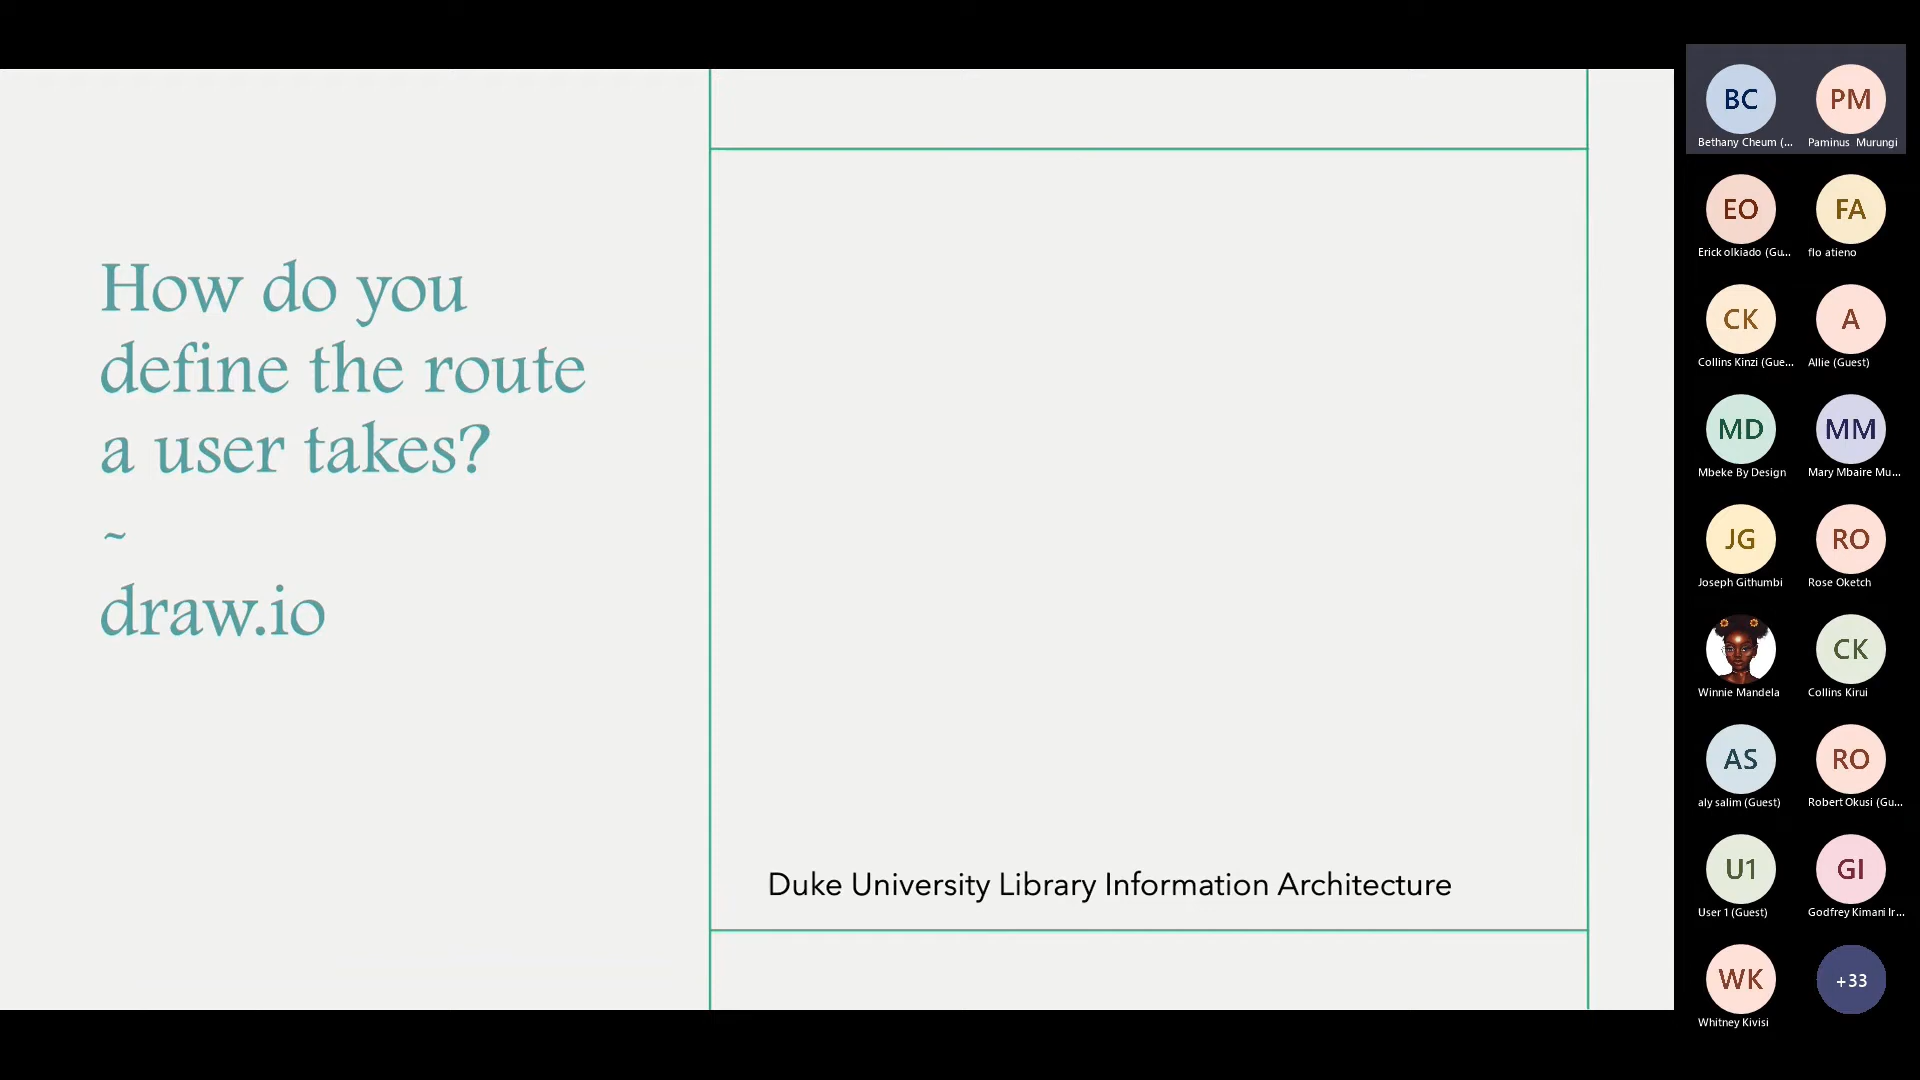 How do you
define the route
a user takes?
~
draw.io
Duke University Library Information Architecture
BC
Bethany Cheum (...
PM
Paminus Murungi
EO
Erick olkiado (Gu...
FA
flo atieno
CK
Collins Kinzi (Gue...
A
Allie (Guest)
MD
Mbeke By Design
MM
Mary Mbaire Mu...
JG
Joseph Githumbi
RO
Rose Oketch
Winnie Mandela
CK
Collins Kirui
AS
aly salim (Guest)
RO
Robert Okusi (Gu...
U1
User 1 (Guest)
GI
Godfrey Kimani Ir...
WK
Whitney Kivisi
+33